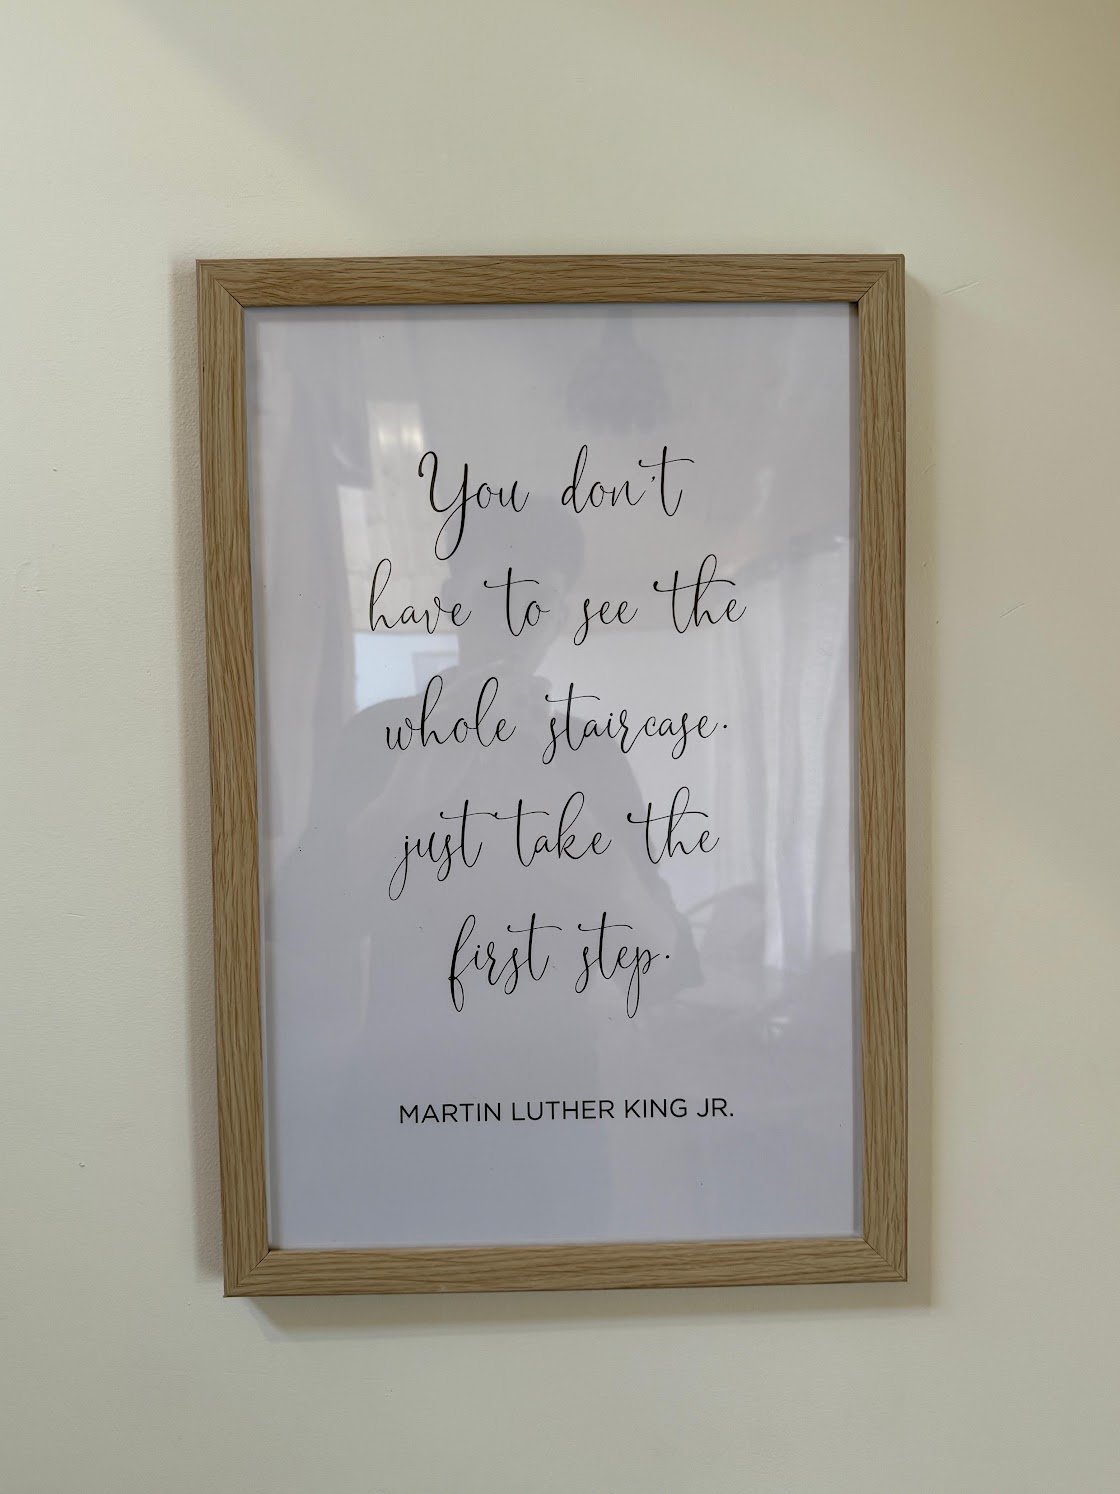 You don't
have to see the
whole staircase.
just take the
first step.
MARTIN LUTHER KING JR.